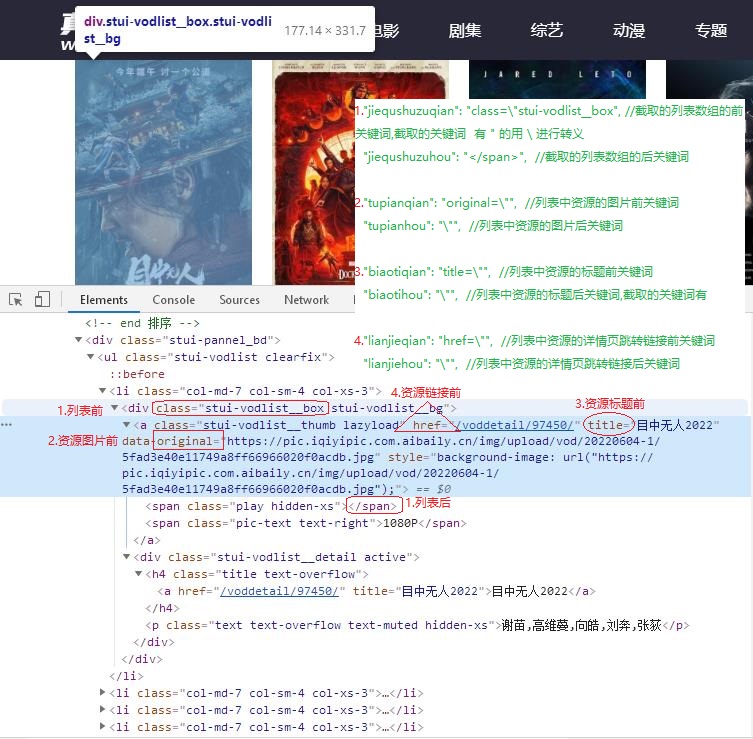 div.stui-vodlist__box.stui-vodli
st__bg
177.14 × 331.7
真
电影
剧集
综艺
动漫
专题
今年端午 讨一个公道
JARED LETO
目中无人
1."jiequshuzuqian": "class=\"stui-vodlist__box", //截取的列表数组的前
关键词,截取的关键词 有 " 的用 \ 进行转义
"jiequshuzuhou": "</span>", //截取的列表数组的后关键词
2."tupianqian": "original=\"", //列表中资源的图片前关键词
"tupianhou": "\"", //列表中资源的图片后关键词
3."biaotiqian": "title=\"", //列表中资源的标题前关键词
"biaotihou": "\"", //列表中资源的标题后关键词,截取的关键词有
4."lianjieqian": "href=\"", //列表中资源的详情页跳转链接前关键词
"lianjiehou": "\"", //列表中资源的详情页跳转链接后关键词
Elements
Console
Sources
Network
<!-- end 排序 -->
▼<div class="stui-pannel_bd">
▼<ul class="stui-vodlist clearfix">
::before
▼<li class="col-md-7 col-sm-4 col-xs-3">
4.资源链接前
3.资源标题前
1.列表前
▼<div class="stui-vodlist__box stui-vodlist__bg">
▼<a class="stui-vodlist__thumb lazyload" href="/voddetail/97450/" title="目中无人2022"
2.资源图片前
data-original="https://pic.iqiyipic.com.aibaily.cn/img/upload/vod/20220604-1/
5fad3e40e11749a8ff66966020f0acdb.jpg" style="background-image: url("https://
pic.iqiyipic.com.aibaily.cn/img/upload/vod/20220604-1/
5fad3e40e11749a8ff66966020f0acdb.jpg");"> == $0
<span class="play hidden-xs"></span>
1.列表后
<span class="pic-text text-right">1080P</span>
</a>
▼<div class="stui-vodlist__detail active">
▼<h4 class="title text-overflow">
<a href="/voddetail/97450/" title="目中无人2022">目中无人2022</a>
</h4>
<p class="text text-overflow text-muted hidden-xs">谢苗,高维蔓,向皓,刘奔,张荻</p>
</div>
</div>
</li>
▶<li class="col-md-7 col-sm-4 col-xs-3">…</li>
▶<li class="col-md-7 col-sm-4 col-xs-3">…</li>
▶<li class="col-md-7 col-sm-4 col-xs-3">…</li>